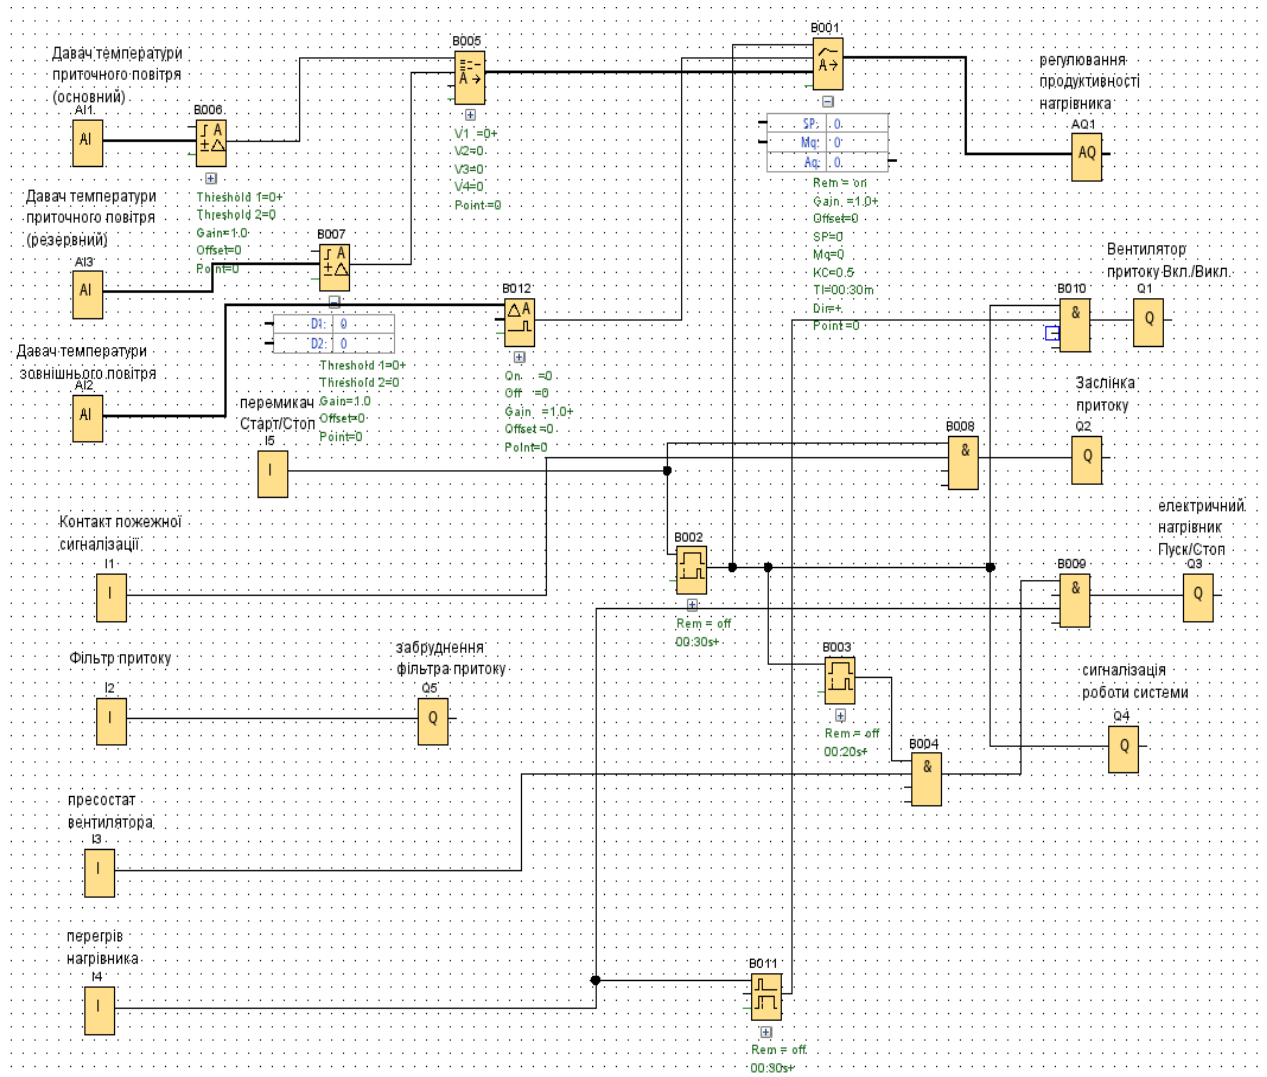 Давач температури
приточного повітря
(основний)
AI1
AI
B006
Threshold 1=0+
Threshold 2=0
Gain=1.0
Offset=0
Point=0
B005
V1 =0+
V2=0
V3=0
V4=0
Point=0
B001
SP: 0
Mq: 0
Aq: 0
Rem = on
Gain =1.0+
Offset=0
SP=0
Mq=0
KC=0.5
TI=00:30m
Dir=+
Point=0
регулювання
продуктивності
нагрівника
AQ1
AQ
Давач температури
приточного повітря
(резервний)
AI3
AI
B007
D1: 0
D2: 0
Threshold 1=0+
Threshold 2=0
Gain=1.0
Offset=0
Point=0
B012
On =0
Off =0
Gain =1.0+
Offset =0
Point=0
Вентилятор
притоку Вкл./Викл.
B010
&
Q1
Q
Давач температури
зовнішнього повітря
AI2
AI
перемикач
Старт/Стоп
I5
I
Заслінка
притоку
B008
&
Q2
Q
Контакт пожежної
сигналізації
I1
I
B002
Rem = off
00:30s+
електричний
нагрівник
Пуск/Стоп
B009
&
Q3
Q
Фільтр притоку
I2
I
забруднення
фільтра притоку
Q5
Q
B003
Rem = off
00:20s+
сигналізація
роботи системи
Q4
Q
B004
&
пресостат
вентилятора
I3
I
перегрів
нагрівника
I4
I
B011
Rem = off
00:30s+